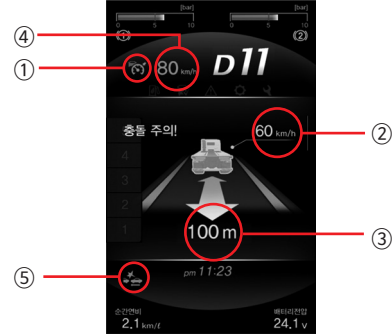 [bar] [bar]
0 5 10 0 5 10
④ (1) (2)
① 80 km/h D11
충돌 주의!
60 km/h ②
4
3
2
1
100 m ③
⑤
pm 11:23
순간연비 배터리전압
2,1 km/ℓ 24,1 v